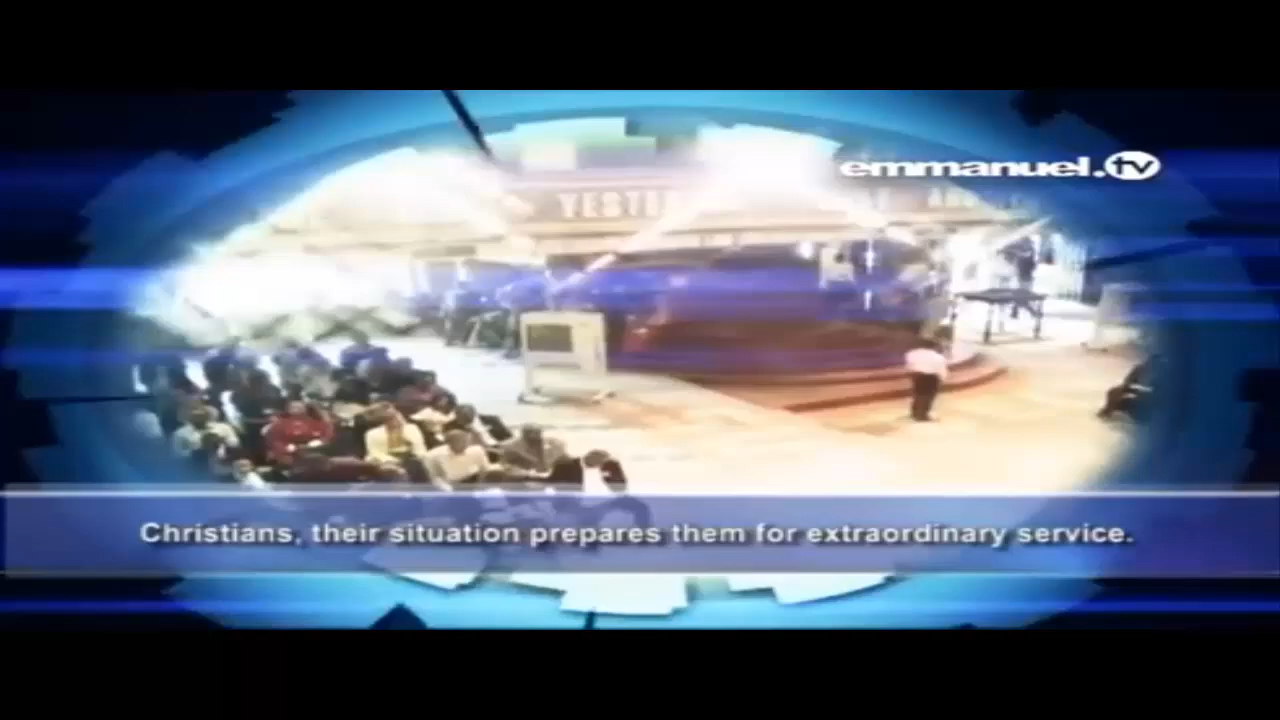 emmanuel.tv
Christians, their situation prepares them for extraordinary service.